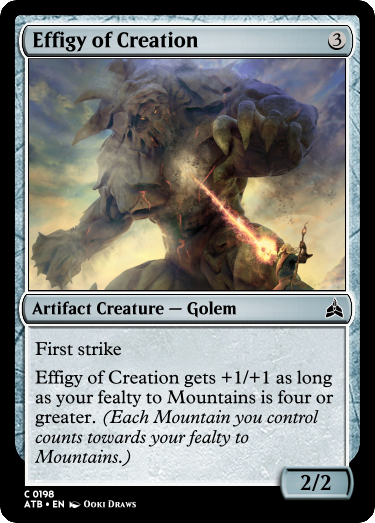 Effigy of Creation 3
Artifact Creature — Golem
First strike
Effigy of Creation gets +1/+1 as long
as your fealty to Mountains is four or
greater. (Each Mountain you control
counts towards your fealty to
Mountains.)
2/2
C 0198
ATB • EN Ooki Draws